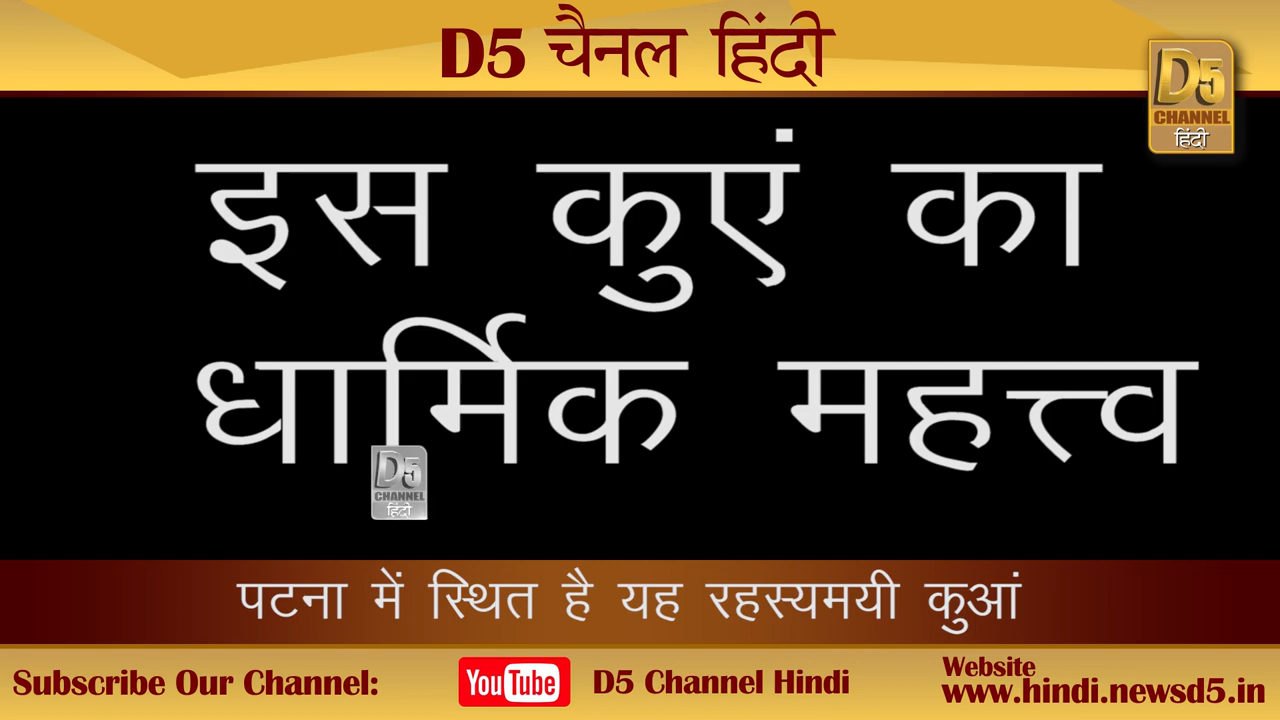 D5 चैनल हिंदी
D5
CHANNEL
हिंदी
इस कुएं का
धार्मिक महत्त्व
D5
CHANNEL
हिंदी
पटना में स्थित है यह रहस्यमयी कुआं
Subscribe Our Channel:
YouTube
D5 Channel Hindi
Website
www.hindi.newsd5.in